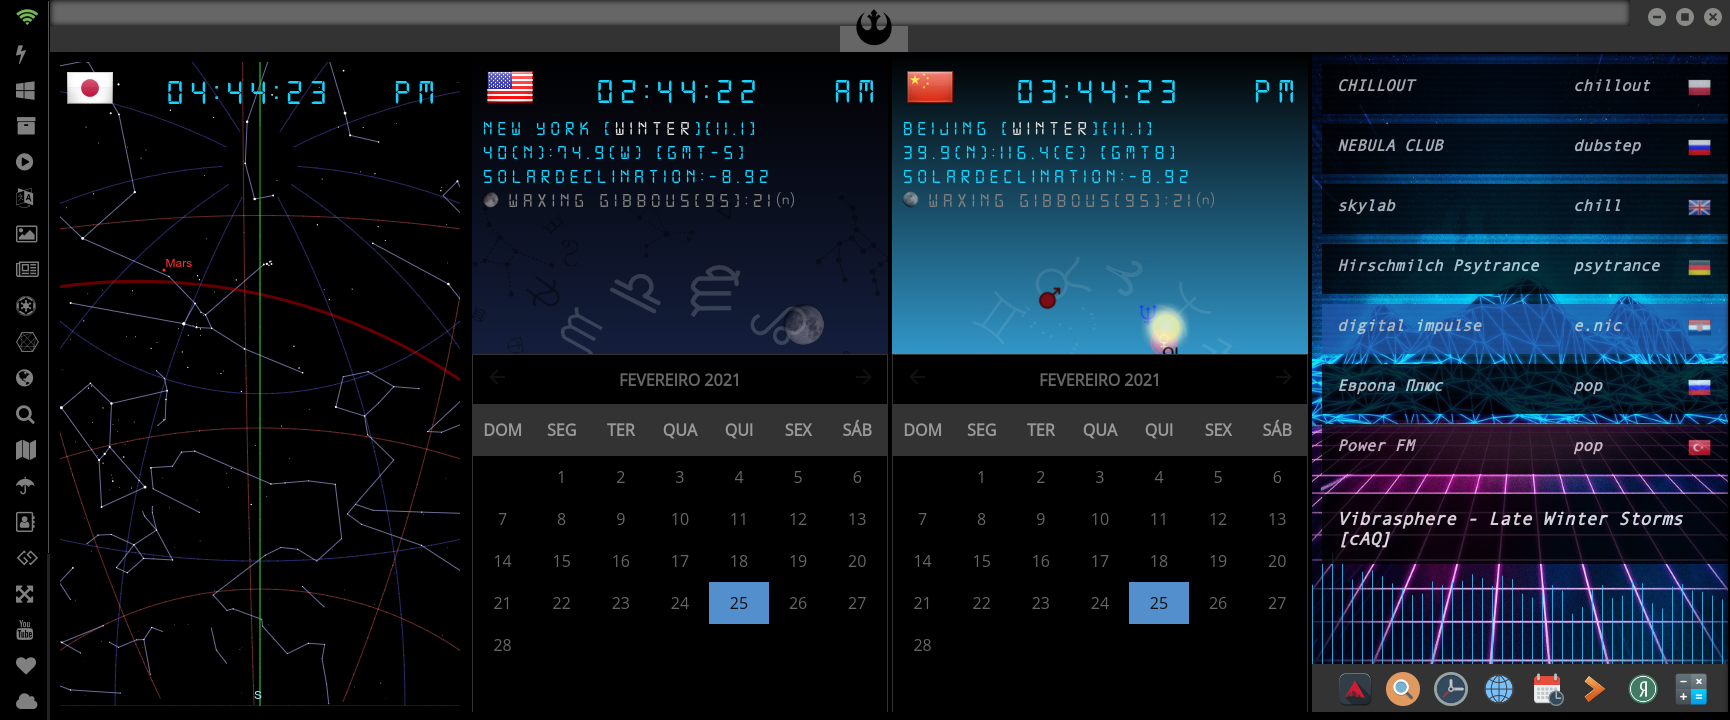 04:44:23 PM
Mars
S
02:44:22 AM
NEW YORK [WINTER][11.1]
40(N):74.9(W) [GMT-5]
SOLARDECLINATION:-8.92
WAXING GIBBOUS[95]:21(n)
FEVEREIRO 2021
DOM SEG TER QUA QUI SEX SÁB
1 2 3 4 5 6
7 8 9 10 11 12 13
14 15 16 17 18 19 20
21 22 23 24 25 26 27
28
03:44:23 PM
BEIJING [WINTER][11.1]
39.9(N):116.4(E) [GMT8]
SOLARDECLINATION:-8.92
WAXING GIBBOUS[95]:21(n)
FEVEREIRO 2021
DOM SEG TER QUA QUI SEX SÁB
1 2 3 4 5 6
7 8 9 10 11 12 13
14 15 16 17 18 19 20
21 22 23 24 25 26 27
28
CHILLOUT chillout
NEBULA CLUB dubstep
skylab chill
Hirschmilch Psytrance psytrance
digital impulse e.nic
Европа Плюс pop
Power FM pop
Vibrasphere - Late Winter Storms
[cAQ]
You
Tube
Я